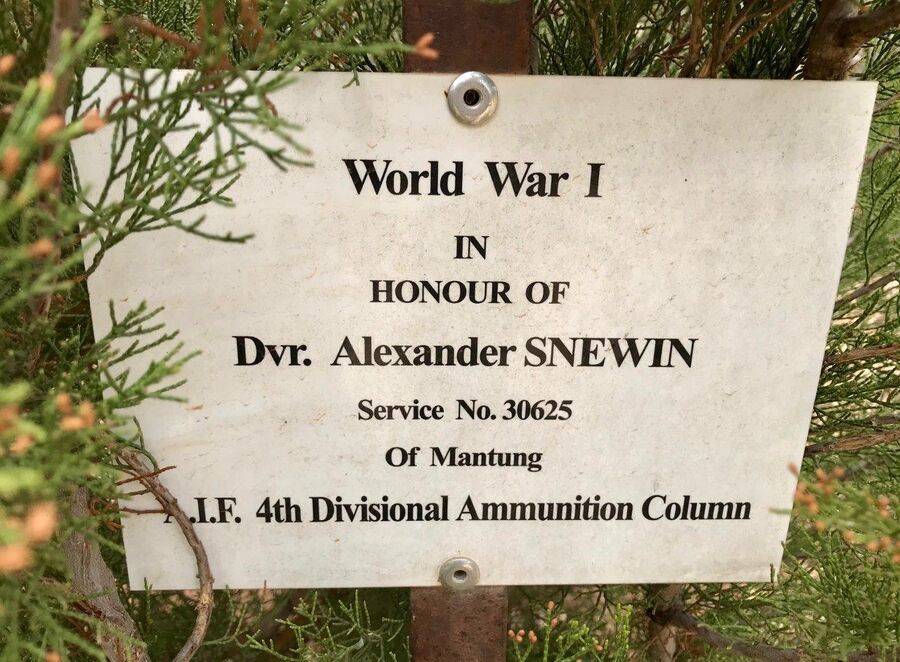 World War I
IN
HONOUR OF
Dvr. Alexander SNEWIN
Service No. 30625
Of Mantung
A.I.F. 4th Divisional Ammunition Column